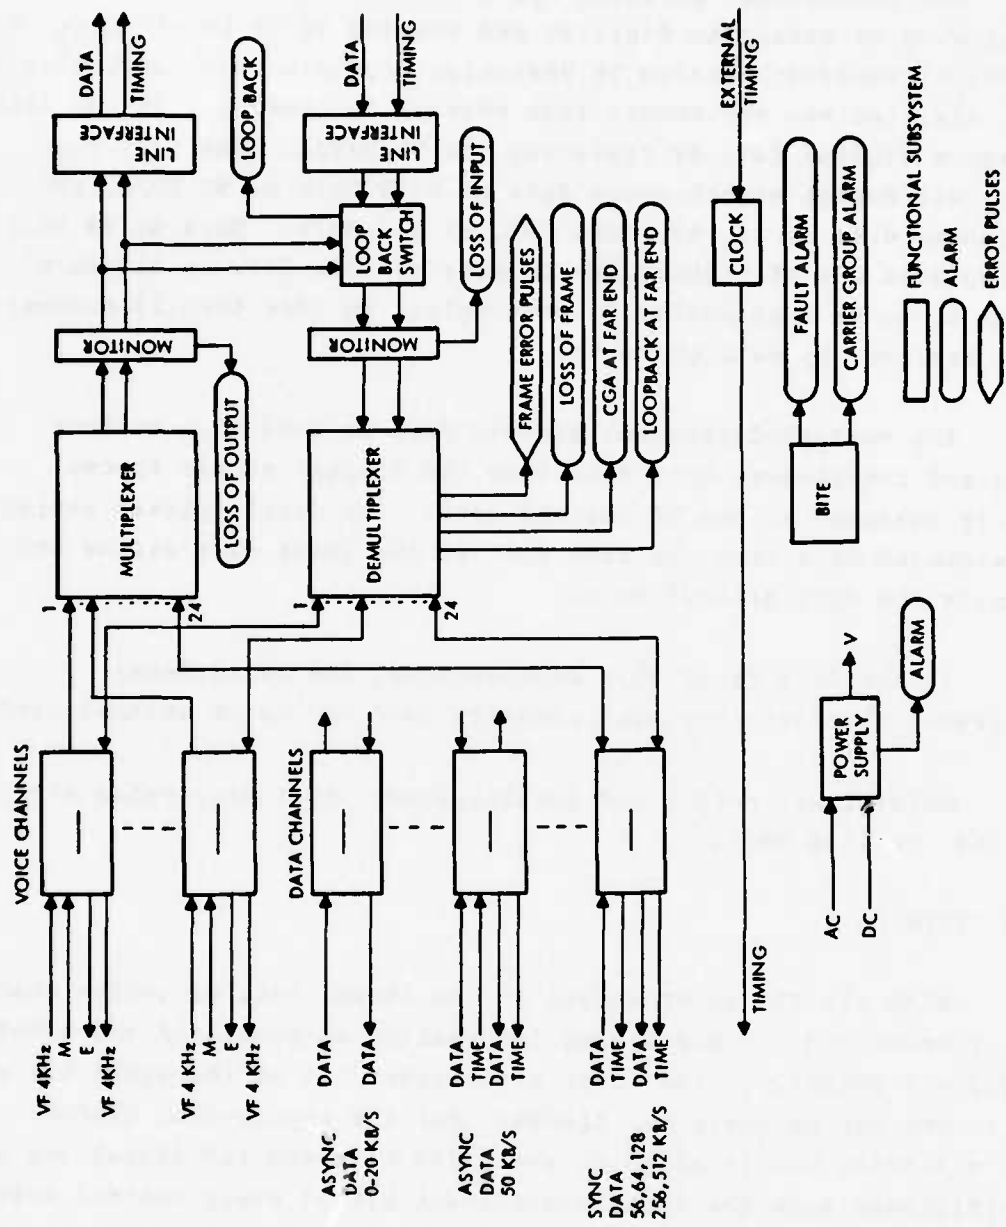 VOICE CHANNELS
VF 4KHz
M
E
VF 4KHz
VF 4KHz
M
E
VF 4KHz
DATA CHANNELS
ASYNC
DATA
0-20 KB/S
DATA
DATA
ASYNC
DATA
50 KB/S
DATA
TIME
DATA
TIME
SYNC
DATA
56, 64, 128
256, 512 KB/S
DATA
TIME
DATA
TIME
1
24
MULTIPLEXER
MONITOR
LOSS OF OUTPUT
LINE
INTERFACE
DATA
TIMING
LOOP BACK
1
24
DEMULTIPLEXER
MONITOR
LOSS OF INPUT
LOOP
BACK
SWITCH
LINE
INTERFACE
DATA
TIMING
FRAME ERROR PULSES
LOSS OF FRAME
CGA AT FAR END
LOOPBACK AT FAR END
TIMING
CLOCK
EXTERNAL
TIMING
AC
DC
POWER
SUPPLY
V
ALARM
BITE
FAULT ALARM
CARRIER GROUP ALARM
FUNCTIONAL SUBSYSTEM
ALARM
ERROR PULSES